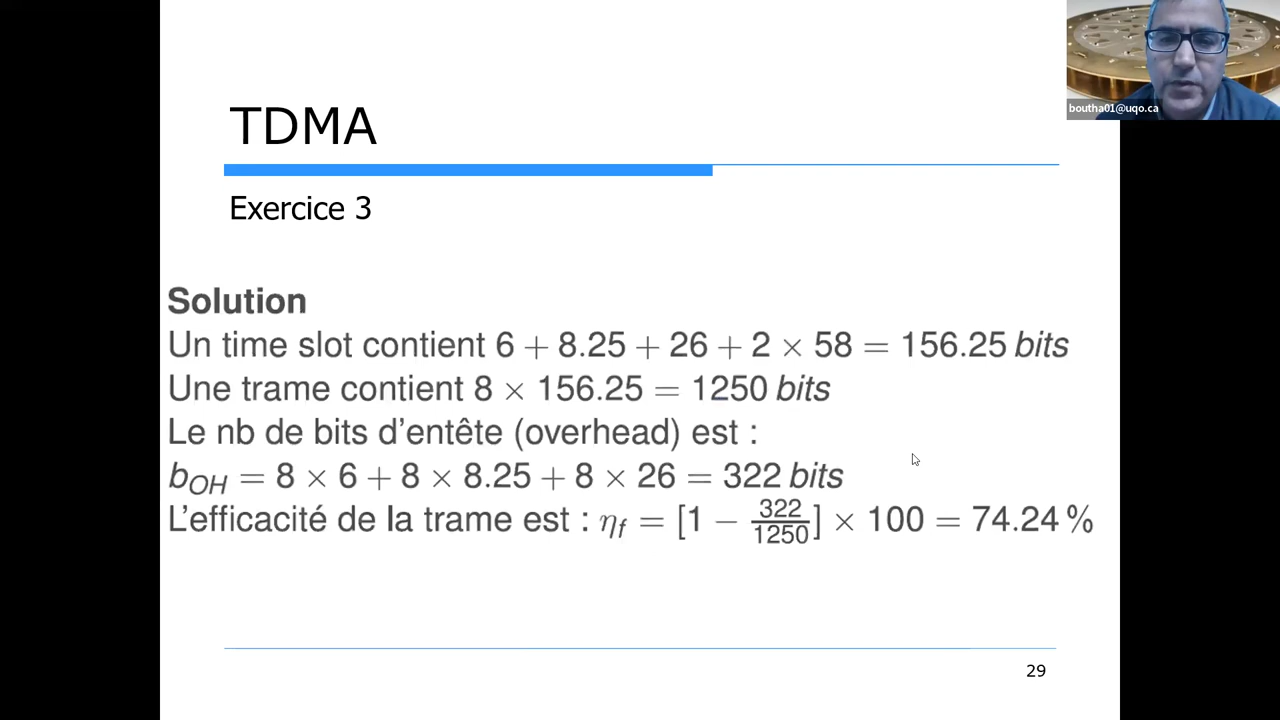 boutha01@uqo.ca
TDMA
Exercice 3
Solution
Un time slot contient 6 + 8.25 + 26 + 2 × 58 = 156.25 bits
Une trame contient 8 × 156.25 = 1250 bits
Le nb de bits d'entête (overhead) est :
b_OH = 8 × 6 + 8 × 8.25 + 8 × 26 = 322 bits
L'efficacité de la trame est : η_f = [1 − 322/1250] × 100 = 74.24 %
29